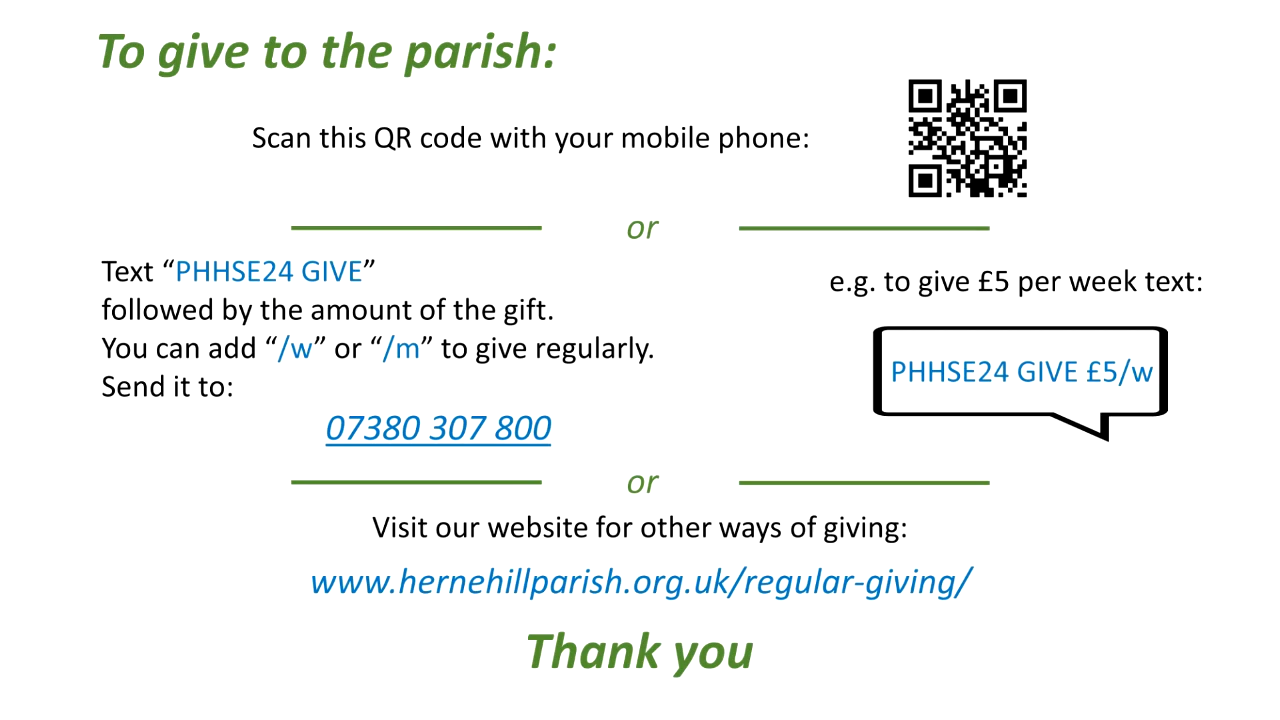 To give to the parish:
Scan this QR code with your mobile phone:
or
Text “PHHSE24 GIVE”
followed by the amount of the gift.
You can add “/w” or “/m” to give regularly.
Send it to:
07380 307 800
e.g. to give £5 per week text:
PHHSE24 GIVE £5/w
or
Visit our website for other ways of giving:
www.hernehillparish.org.uk/regular-giving/
Thank you